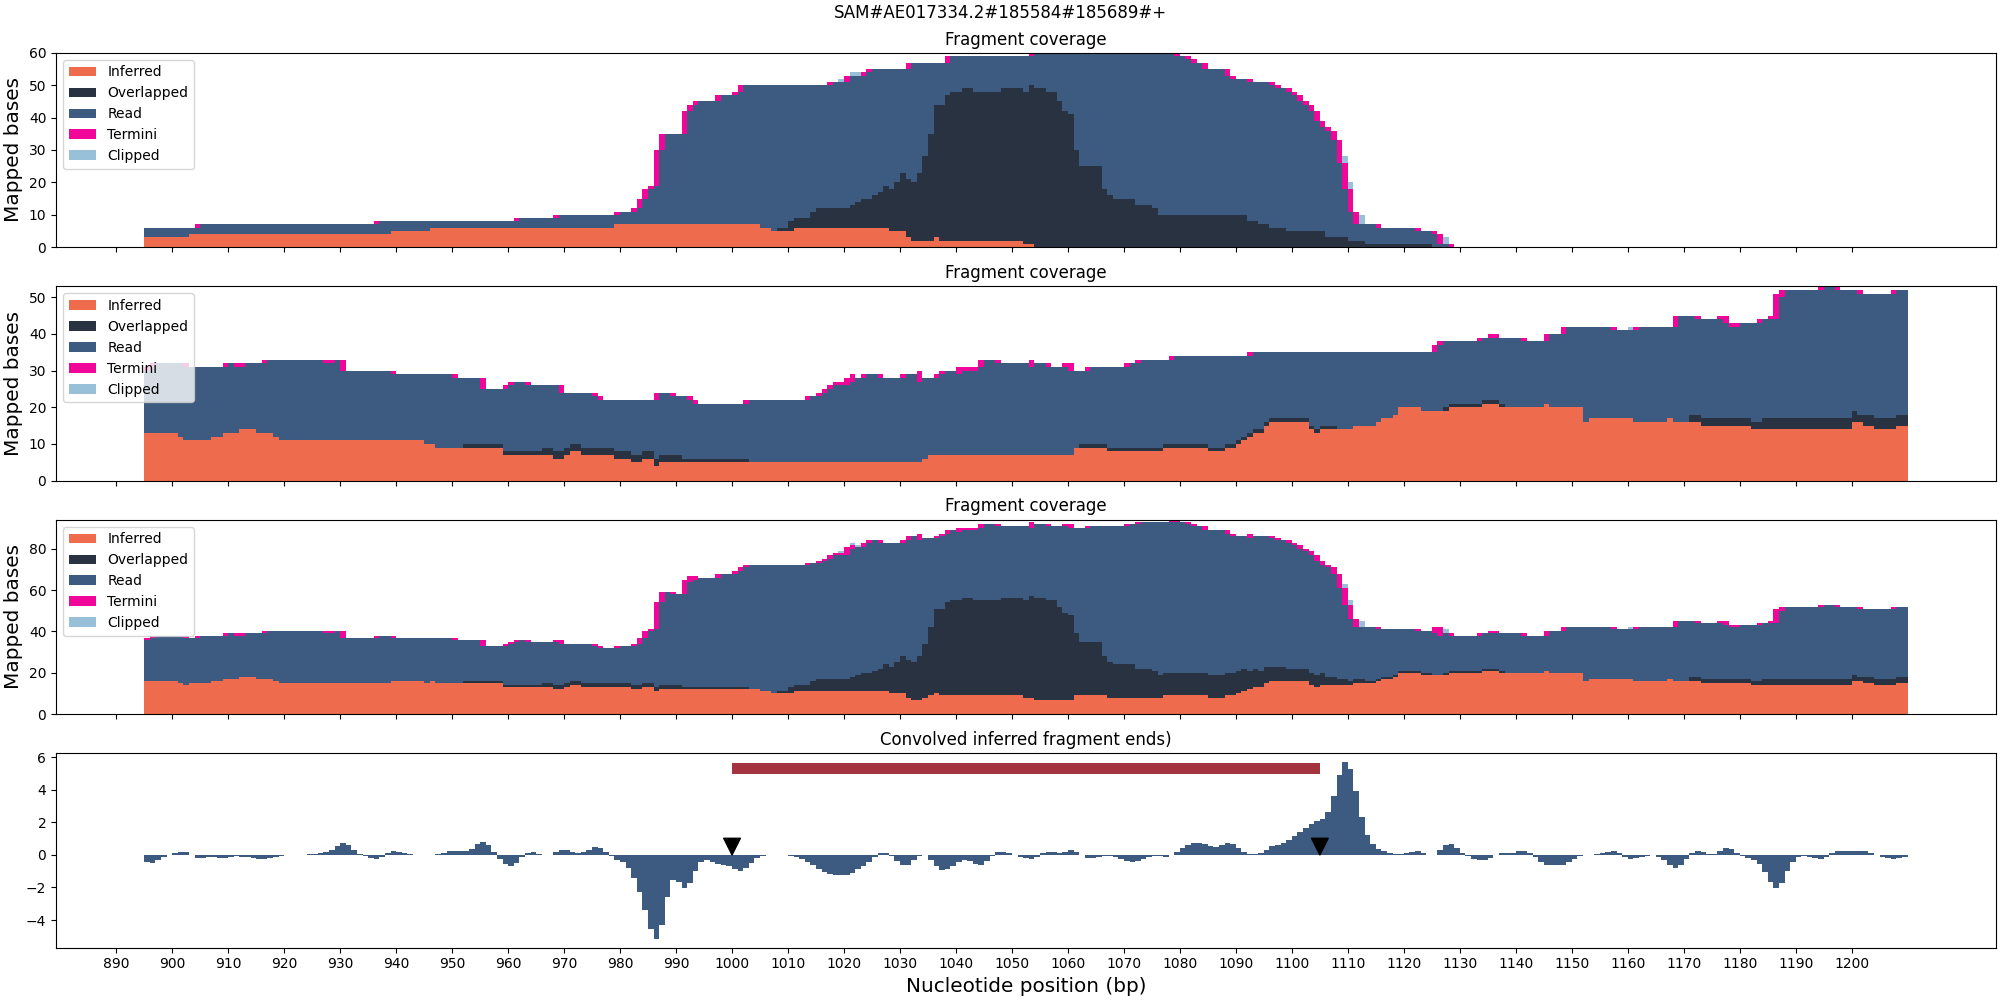 SAM#AE017334.2#185584#185689#+
Fragment coverage
60
50
40
30
20
10
0
Mapped bases
Inferred
Overlapped
Read
Termini
Clipped
Fragment coverage
50
40
30
20
10
0
Mapped bases
Inferred
Overlapped
Read
Termini
Clipped
Fragment coverage
80
60
40
20
0
Mapped bases
Inferred
Overlapped
Read
Termini
Clipped
Convolved inferred fragment ends)
6
4
2
0
−2
−4
890 900 910 920 930 940 950 960 970 980 990 1000 1010 1020 1030 1040 1050 1060 1070 1080 1090 1100 1110 1120 1130 1140 1150 1160 1170 1180 1190 1200
Nucleotide position (bp)